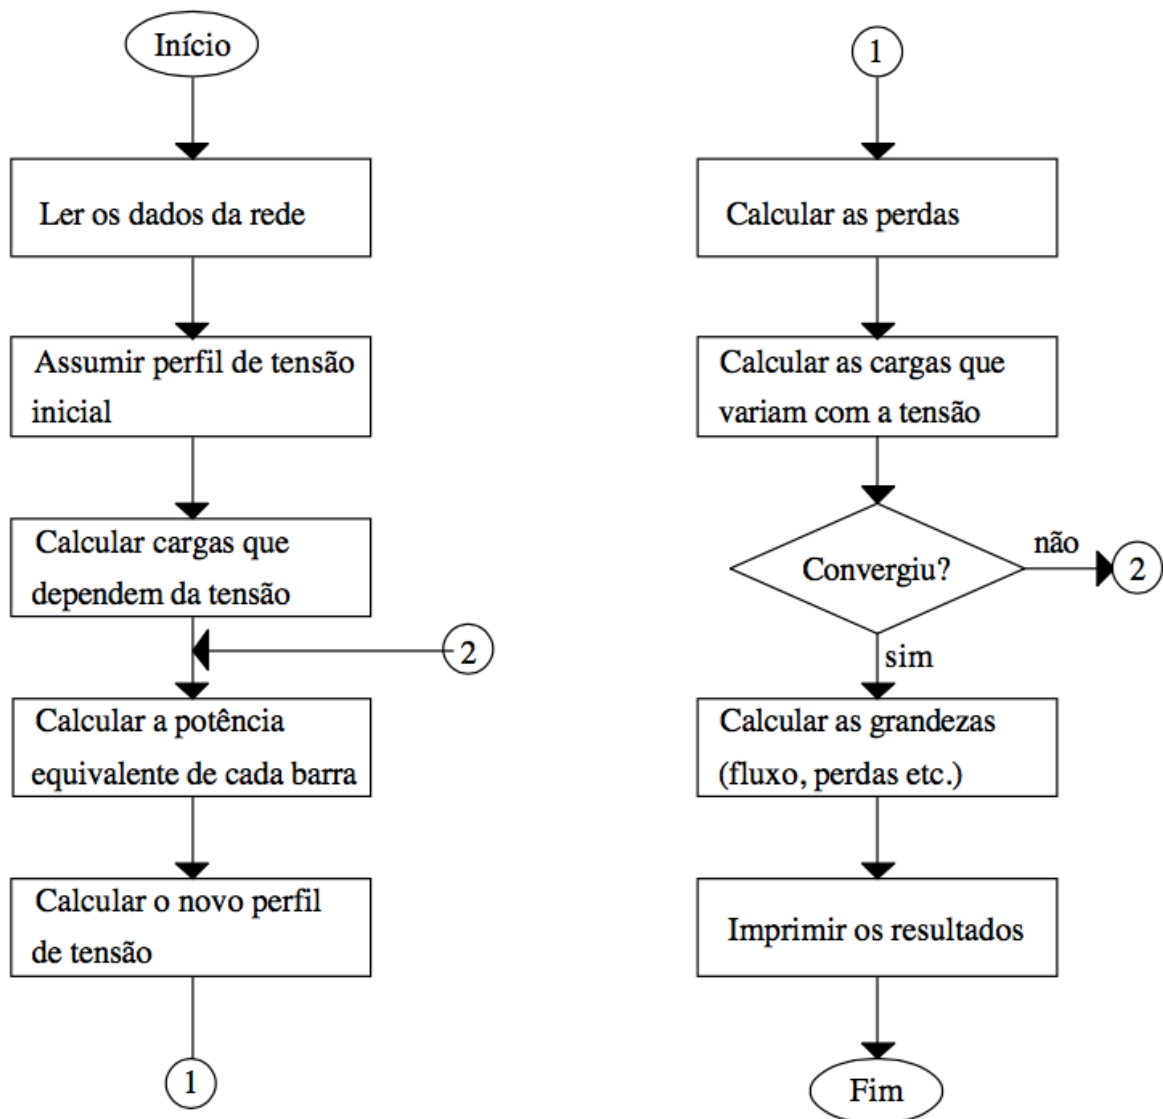 Início
Ler os dados da rede
Assumir perfil de tensão
inicial
Calcular cargas que
dependem da tensão
2
Calcular a potência
equivalente de cada barra
Calcular o novo perfil
de tensão
1
1
Calcular as perdas
Calcular as cargas que
variam com a tensão
Convergiu?
não
2
sim
Calcular as grandezas
(fluxo, perdas etc.)
Imprimir os resultados
Fim